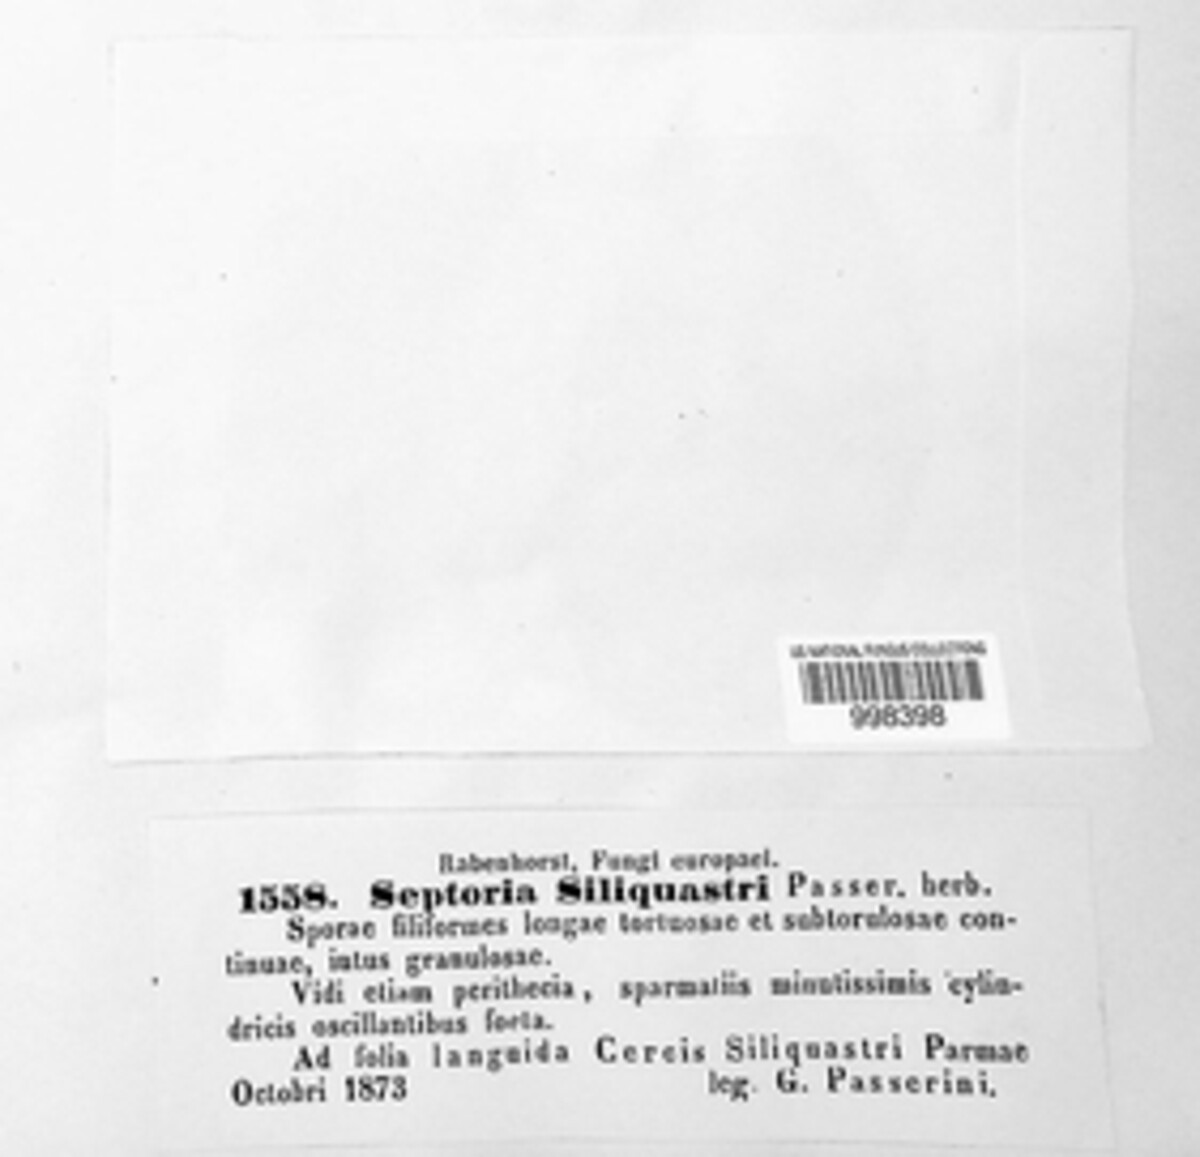 US NATIONAL FUNGUS COLLECTIONS
998398
Rabenhorst, Fungi europaei.
1558. Septoria Siliquastri Passer. herb.
Sporae filiformes longae tortuosae et subtorulosae con-
tinuae, intus granulosae.
Vidi etiam perithecia, sparmatiis minutissimis cylin-
dricis oscillantibus foeta.
Ad folia languida Cercis Siliquastri Parmae
Octobri 1873 leg. G. Passerini.